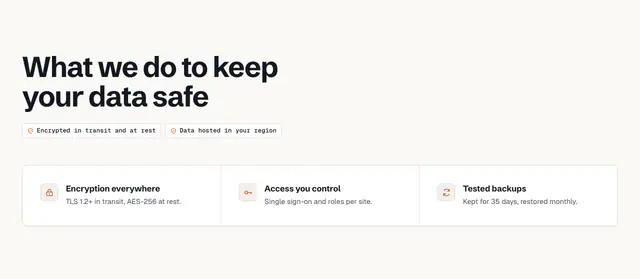 What we do to keep
your data safe
Encrypted in transit and at rest
Data hosted in your region
Encryption everywhere
TLS 1.2+ in transit, AES-256 at rest.
Access you control
Single sign-on and roles per site.
Tested backups
Kept for 35 days, restored monthly.